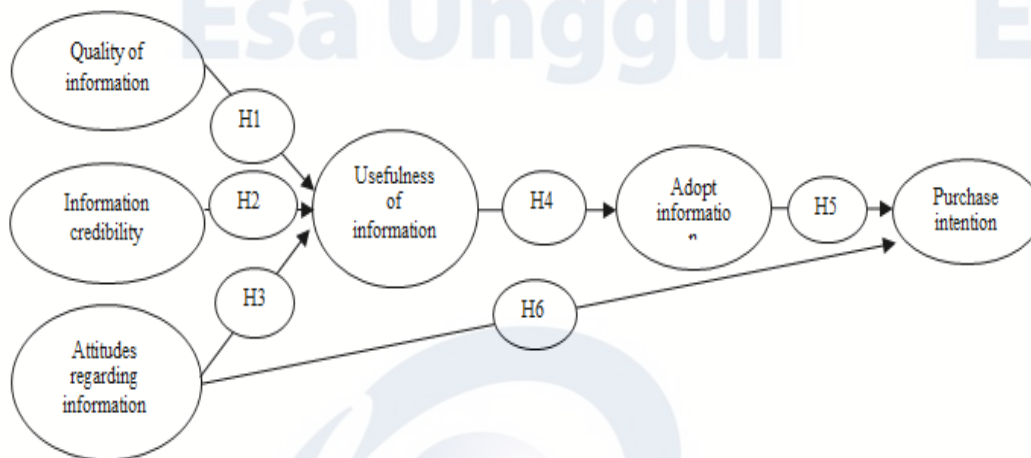 Esa Unggul
E
Quality of
information
H1
Information
credibility
H2
Usefulness
of
information
H4
Adopt
informatio
H5
Purchase
intention
H3
H6
Attitudes
regarding
information